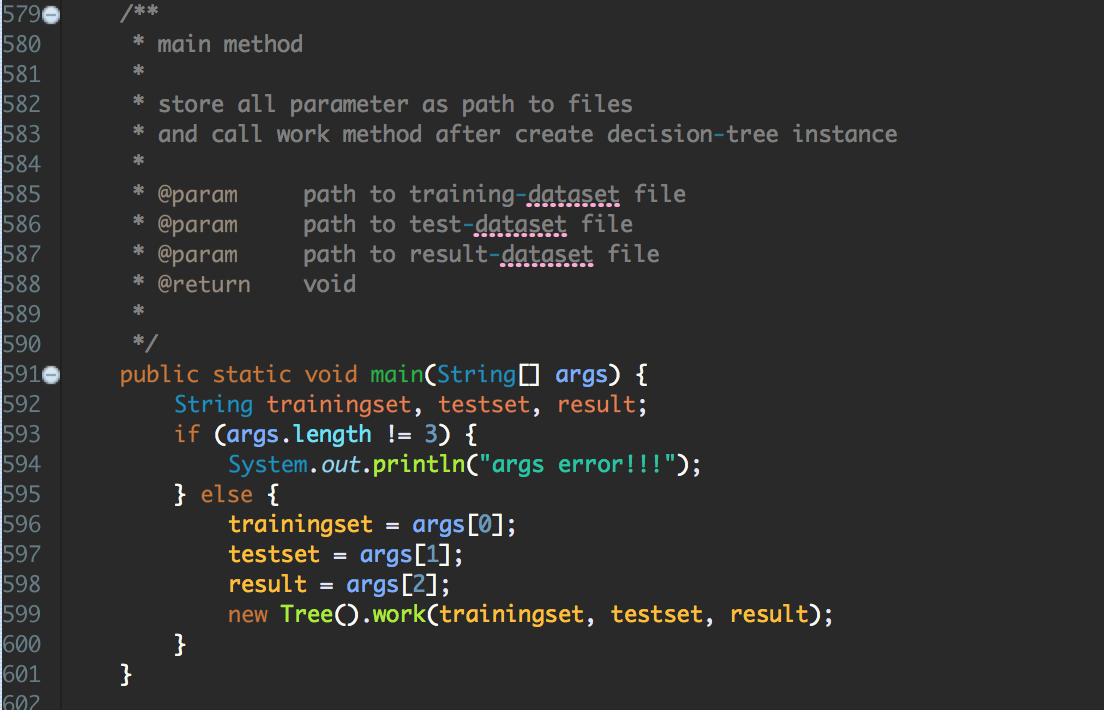 579 /**
580 * main method
581 *
582 * store all parameter as path to files
583 * and call work method after create decision-tree instance
584 *
585 * @param path to training-dataset file
586 * @param path to test-dataset file
587 * @param path to result-dataset file
588 * @return void
589 *
590 */
591 public static void main(String[] args) {
592 String trainingset, testset, result;
593 if (args.length != 3) {
594 System.out.println("args error!!!");
595 } else {
596 trainingset = args[0];
597 testset = args[1];
598 result = args[2];
599 new Tree().work(trainingset, testset, result);
600 }
601 }
602